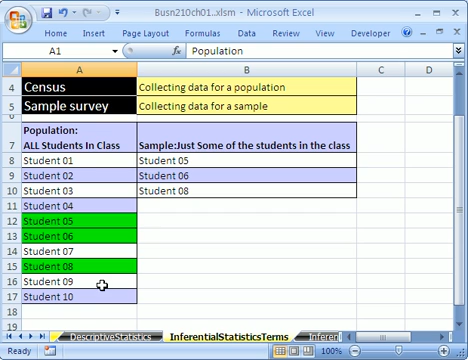 Busn210ch01...xlsm - Microsoft Excel
Home Insert Page Layout Formulas Data Review View Developer
A1 fx Population
A B C D
4 Census Collecting data for a population
5 Sample survey Collecting data for a sample
Population:
7 ALL Students In Class Sample:Just Some of the students in the class
8 Student 01 Student 05
9 Student 02 Student 06
10 Student 03 Student 08
11 Student 04
12 Student 05
13 Student 06
14 Student 07
15 Student 08
16 Student 09
17 Student 10
18
19
DescriptiveStatistics InferentialStatisticsTerms Inferen
Ready 100%